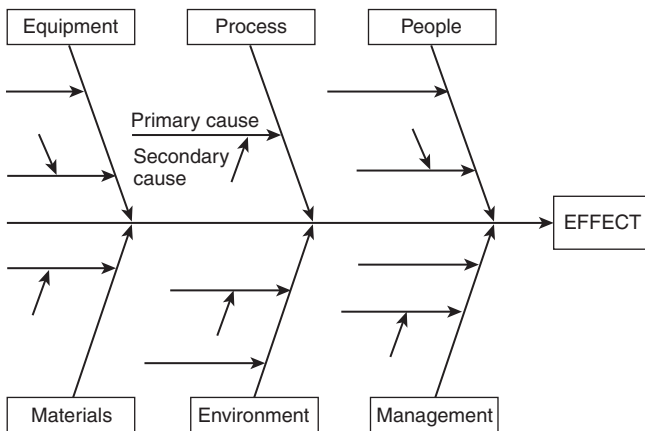 Equipment
Process
People
Primary cause
Secondary
cause
EFFECT
Materials
Environment
Management